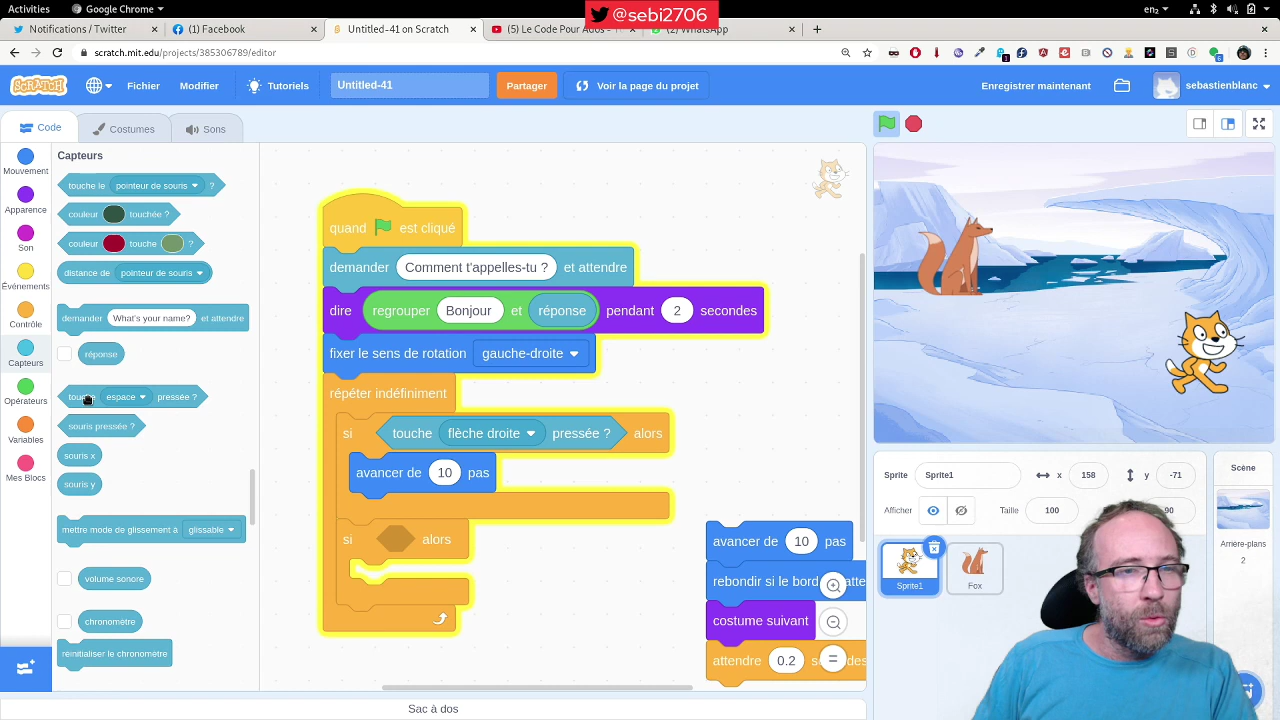 Activities
Google Chrome
@sebi2706
en2
Notifications / Twitter
(1) Facebook
Untitled-41 on Scratch
(5) Le Code Pour Ados -
(2) WhatsApp
scratch.mit.edu/projects/385306789/editor
SCRATCH
Fichier
Modifier
Tutoriels
Untitled-41
Partager
Voir la page du projet
Enregistrer maintenant
sebastienblanc
Code
Costumes
Sons
Mouvement
Apparence
Son
Événements
Contrôle
Capteurs
Opérateurs
Variables
Mes Blocs
Capteurs
touche le pointeur de souris ?
couleur touchée ?
couleur touche ?
distance de pointeur de souris
demander What's your name? et attendre
réponse
espace pressée ?
souris pressée ?
souris x
souris y
mettre mode de glissement à glissable
volume sonore
chronomètre
réinitialiser le chronomètre
quand est cliqué
demander Comment t'appelles-tu ? et attendre
dire regrouper Bonjour et réponse pendant 2 secondes
fixer le sens de rotation gauche-droite
répéter indéfiniment
si touche flèche droite pressée ? alors
avancer de 10 pas
si alors
avancer de 10 pas
rebondir si le bord
costume suivant
attendre 0.2
Sac à dos
Sprite
Sprite1
x 158
y -71
Afficher
Taille
100
90
Sprite1
Fox
Scène
Arrière-plans
2